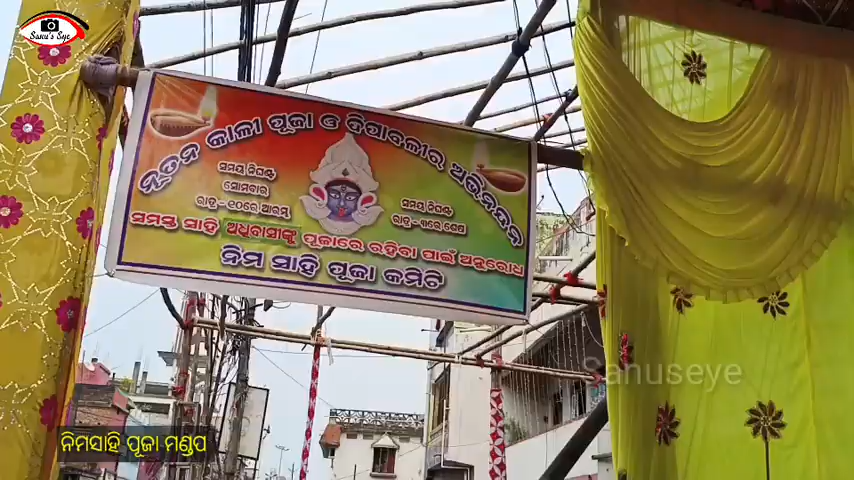 Sanu's Eye
ନୂତନ କାଳୀ ପୂଜା ଓ ଦିପାବଳୀର ଅଭିନନ୍ଦନ
ସମୟ ନିଘଣ୍ଟ
ସୋମବାର
ରାତ୍ର-୧୦ରେ ଆରମ୍ଭ
ସମୟ ନିଘଣ୍ଟ
ରାତ୍ର-୩ରେ ଶେଷ
ସମସ୍ତ ସାହି ଅଧିବାସୀଙ୍କୁ ପୂଜାରେ ରହିବା ପାଇଁ ଅନୁରୋଧ
ନିମ ସାହି ପୂଜା କମିଟି
Sanuseye
ନିମସାହି ପୂଜା ମଣ୍ଡପ